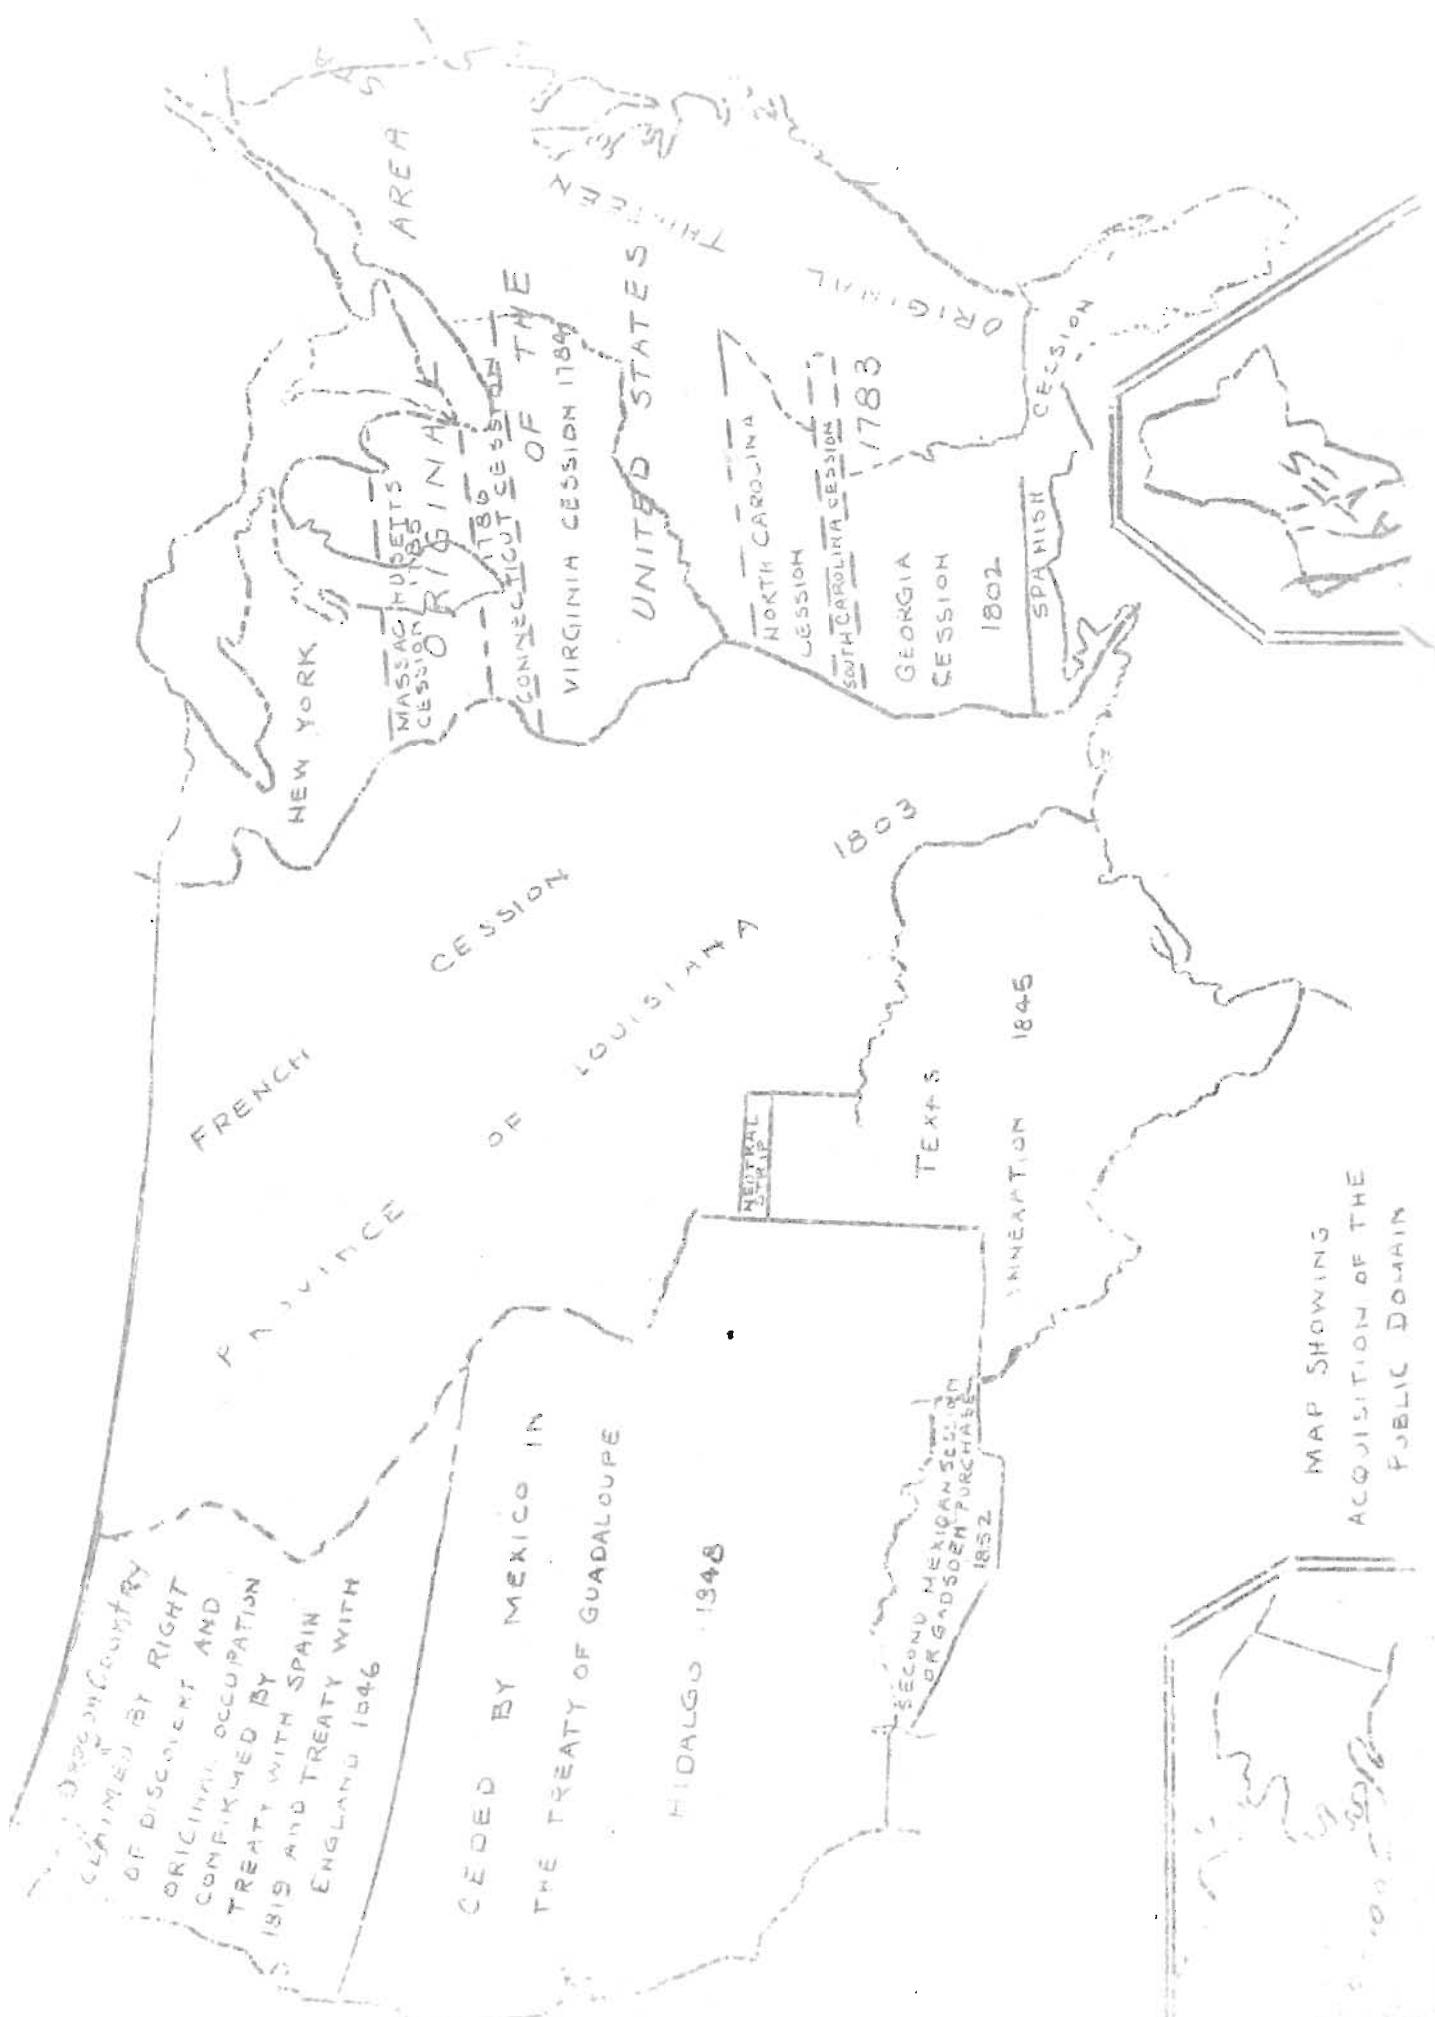 Oregon Country
CLAIMED BY RIGHT
OF DISCOVERY AND
ORIGINAL OCCUPATION
CONFIRMED BY
TREATY WITH SPAIN
1819 AND TREATY WITH
ENGLAND 1846
CEDED BY MEXICO IN
THE TREATY OF GUADALOUPE
HIDALGO 1848
SECOND MEXICAN SESSION
OR GADSDEN PURCHASE
1852
FRENCH CESSION
OF LOUISIANA 1803
NEUTRAL
STRIP
TEXAS
ANNEXATION 1845
NEW YORK
MASSACHUSETTS
CESSION 1785
ORIGINAL AREA
1786
CONNECTICUT CESSION
OF THE
VIRGINIA CESSION 1784
UNITED STATES
NORTH CAROLINA
CESSION
SOUTH CAROLINA CESSION
1783
GEORGIA
CESSION
1802
SPANISH CESSION
THIRTEEN
ORIGINAL
MAP SHOWING
ACQUISITION OF THE
PUBLIC DOMAIN